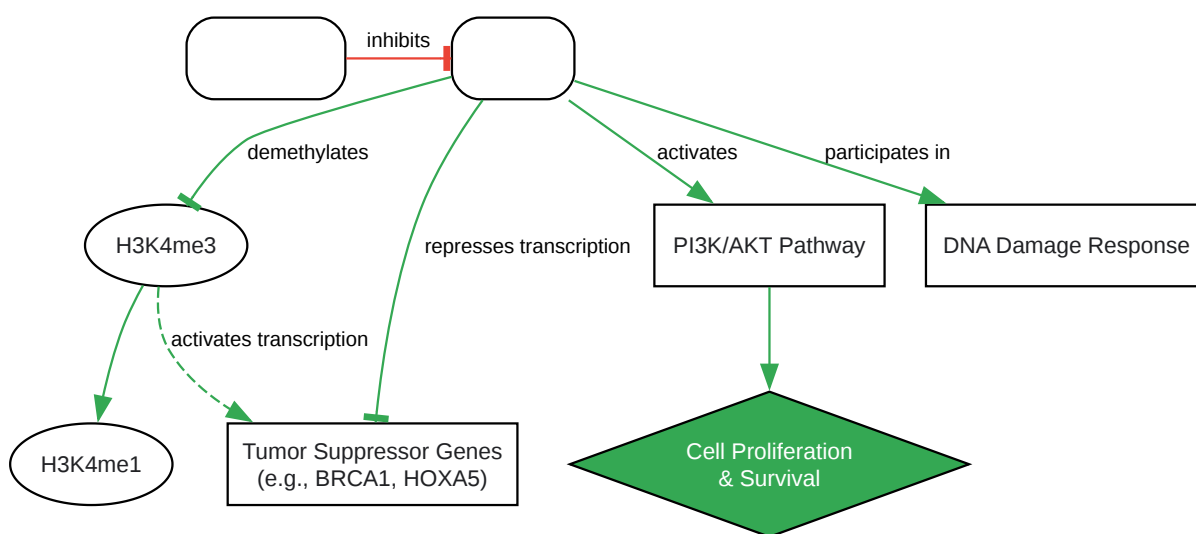 inhibits
demethylates
activates
participates in
H3K4me3
represses transcription
PI3K/AKT Pathway
DNA Damage Response
activates transcription
H3K4me1
Tumor Suppressor Genes
(e.g., BRCA1, HOXA5)
Cell Proliferation
& Survival